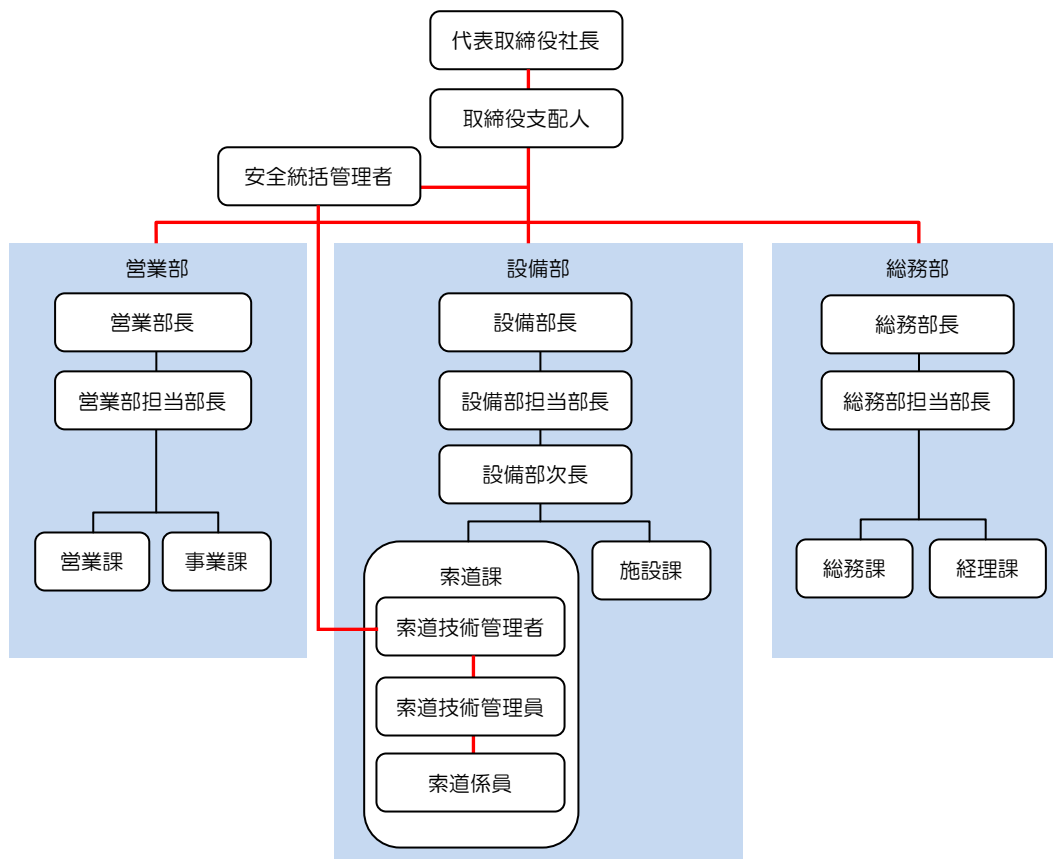 代表取締役社長
取締役支配人
安全統括管理者
営業部
営業部長
営業部担当部長
営業課
事業課
設備部
設備部長
設備部担当部長
設備部次長
索道課
索道技術管理者
索道技術管理員
索道係員
施設課
総務部
総務部長
総務部担当部長
総務課
経理課